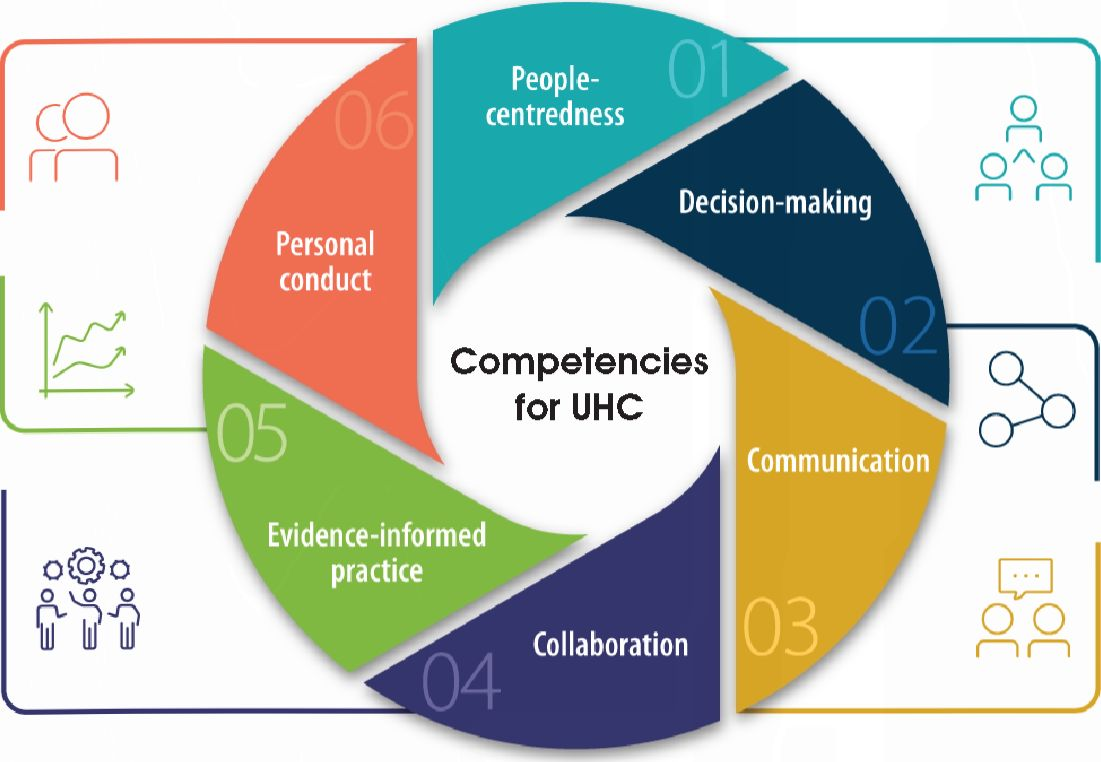 01
People-
centredness
Decision-making
02
Communication
03
Collaboration
04
05
Evidence-informed
practice
06
Personal
conduct
Competencies
for UHC